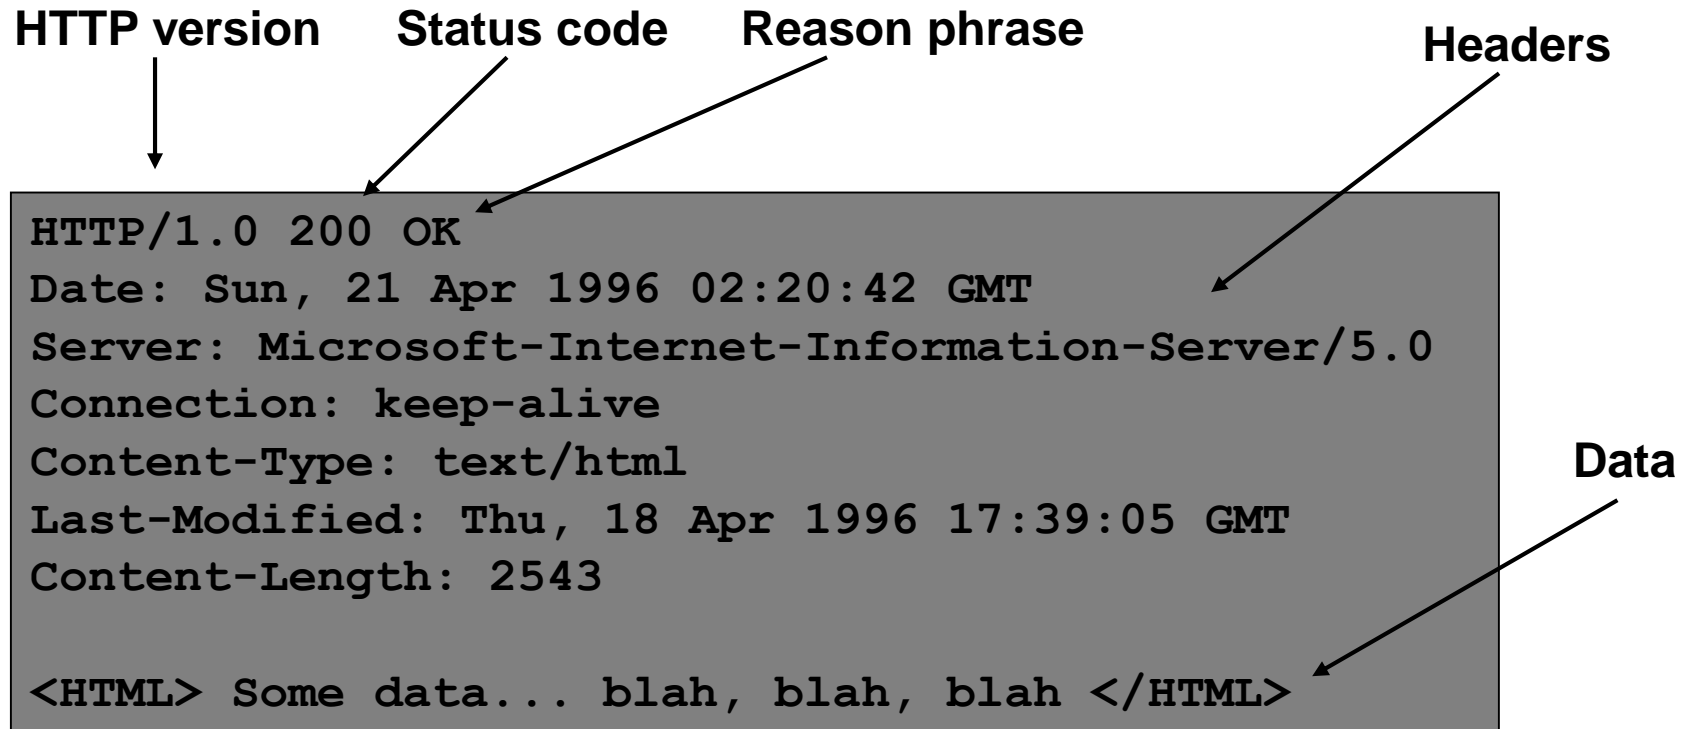 HTTP version Status code Reason phrase Headers
HTTP/1.0 200 OK
Date: Sun, 21 Apr 1996 02:20:42 GMT
Server: Microsoft-Internet-Information-Server/5.0
Connection: keep-alive
Content-Type: text/html
Data
Last-Modified: Thu, 18 Apr 1996 17:39:05 GMT
Content-Length: 2543
<HTML> Some data... blah, blah, blah </HTML>